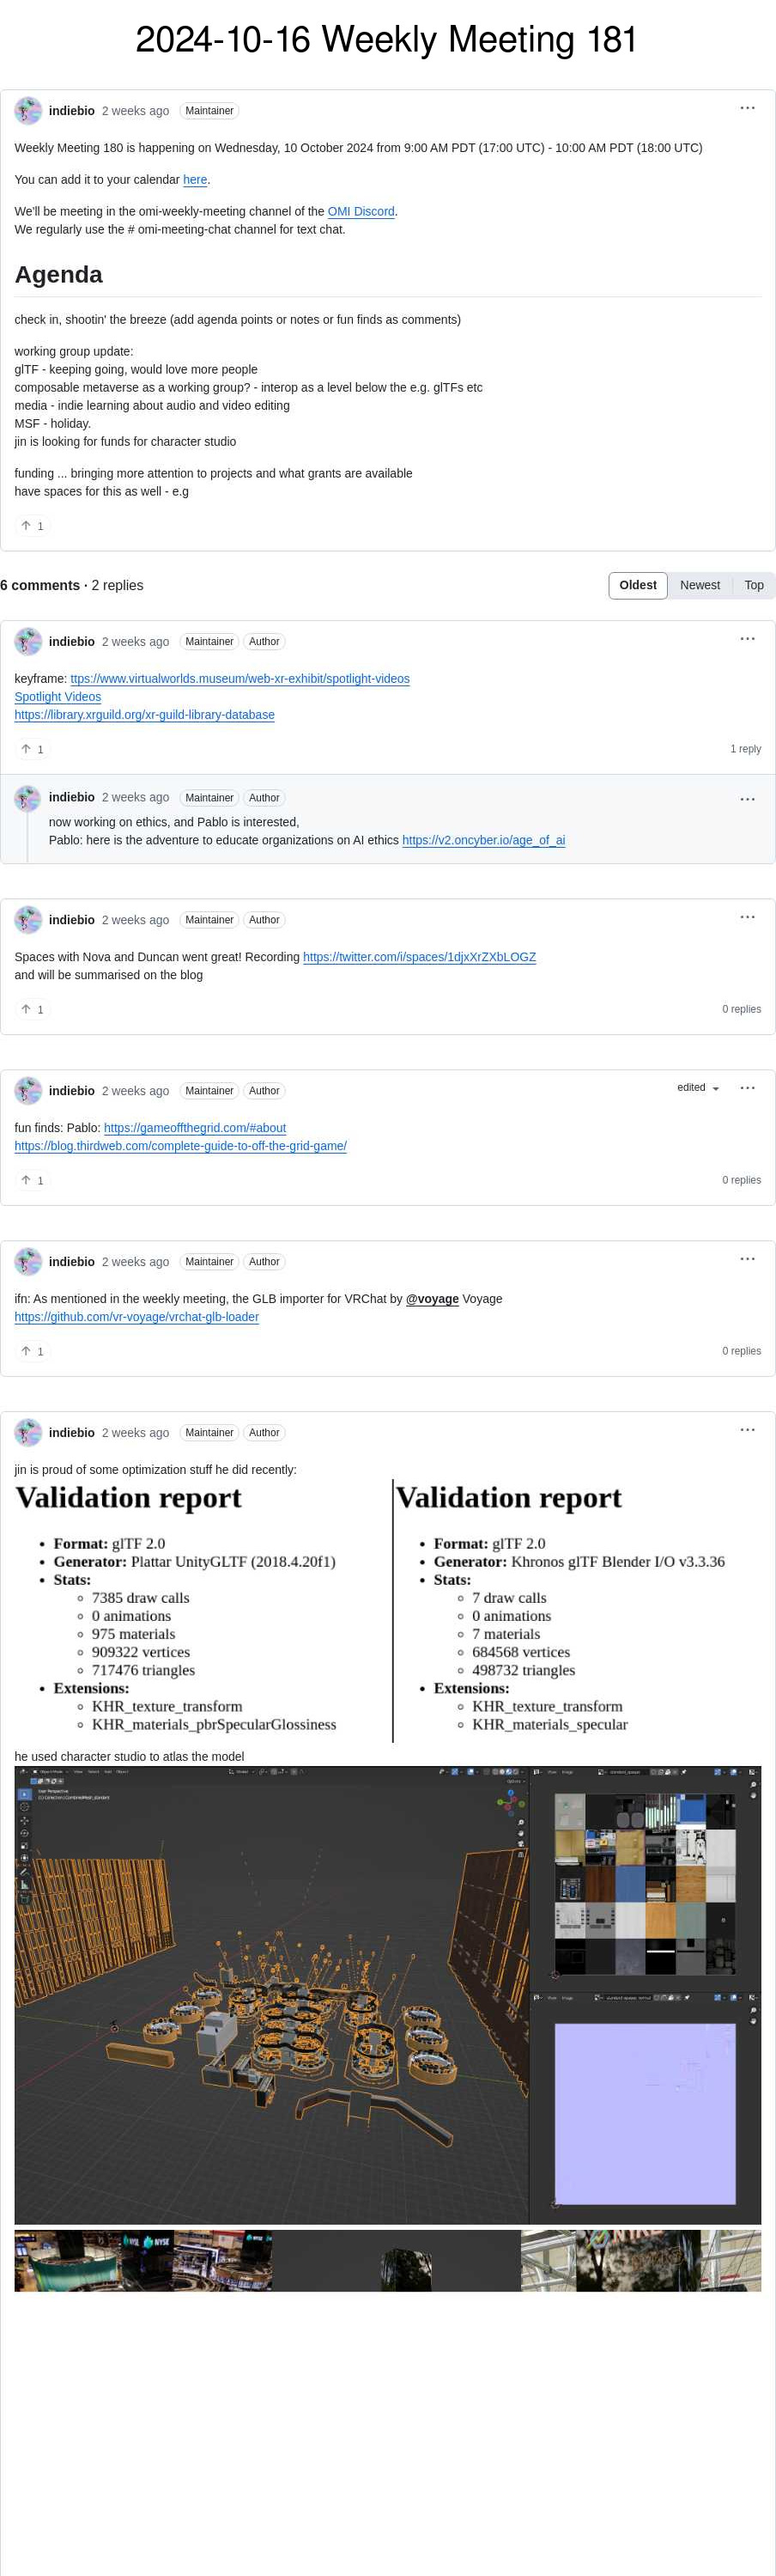 2024-10-16 Weekly Meeting 181
indiebio 2 weeks ago Maintainer
Weekly Meeting 180 is happening on Wednesday, 10 October 2024 from 9:00 AM PDT (17:00 UTC) - 10:00 AM PDT (18:00 UTC)
You can add it to your calendar here.
We'll be meeting in the omi-weekly-meeting channel of the OMI Discord.
We regularly use the # omi-meeting-chat channel for text chat.
Agenda
check in, shootin' the breeze (add agenda points or notes or fun finds as comments)
working group update:
glTF - keeping going, would love more people
composable metaverse as a working group? - interop as a level below the e.g. glTFs etc
media - indie learning about audio and video editing
MSF - holiday.
jin is looking for funds for character studio
funding ... bringing more attention to projects and what grants are available
have spaces for this as well - e.g
1
6 comments · 2 replies
Oldest Newest Top
indiebio 2 weeks ago Maintainer Author
keyframe: ttps://www.virtualworlds.museum/web-xr-exhibit/spotlight-videos
Spotlight Videos
https://library.xrguild.org/xr-guild-library-database
1 1 reply
indiebio 2 weeks ago Maintainer Author
now working on ethics, and Pablo is interested,
Pablo: here is the adventure to educate organizations on AI ethics https://v2.oncyber.io/age_of_ai
indiebio 2 weeks ago Maintainer Author
Spaces with Nova and Duncan went great! Recording https://twitter.com/i/spaces/1djxXrZXbLOGZ
and will be summarised on the blog
1 0 replies
indiebio 2 weeks ago Maintainer Author edited
fun finds: Pablo: https://gameoffthegrid.com/#about
https://blog.thirdweb.com/complete-guide-to-off-the-grid-game/
1 0 replies
indiebio 2 weeks ago Maintainer Author
ifn: As mentioned in the weekly meeting, the GLB importer for VRChat by @voyage Voyage
https://github.com/vr-voyage/vrchat-glb-loader
1 0 replies
indiebio 2 weeks ago Maintainer Author
jin is proud of some optimization stuff he did recently:
Validation report
Format: glTF 2.0
Generator: Plattar UnityGLTF (2018.4.20f1)
Stats:
7385 draw calls
0 animations
975 materials
909322 vertices
717476 triangles
Extensions:
KHR_texture_transform
KHR_materials_pbrSpecularGlossiness
Validation report
Format: glTF 2.0
Generator: Khronos glTF Blender I/O v3.3.36
Stats:
7 draw calls
0 animations
7 materials
684568 vertices
498732 triangles
Extensions:
KHR_texture_transform
KHR_materials_specular
he used character studio to atlas the model
Options
NYSE
NYSE